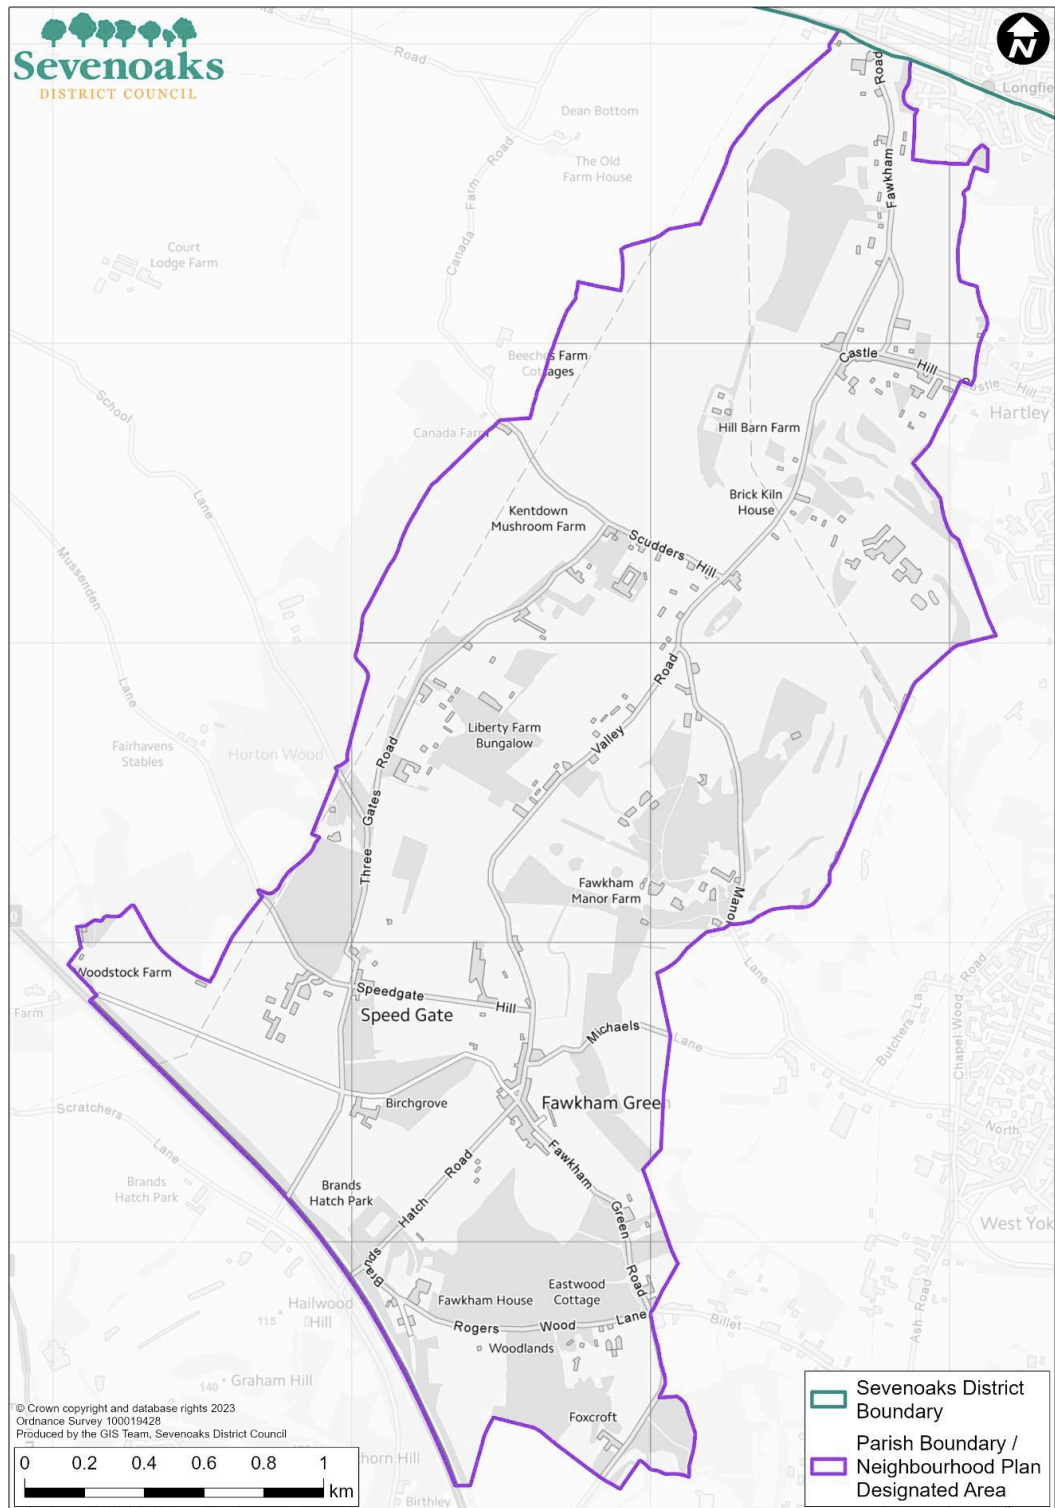 Sevenoaks
DISTRICT COUNCIL
N
Road
Longfie
Dean Bottom
The Old
Farm House
Canada Farm Road
Fawkham Road
Court
Lodge Farm
Beeches Farm
Cottages
Castle Hill
Castle Hill
Hartley
School Lane
Canada Farm
Hill Barn Farm
Brick Kiln
House
Kentdown
Mushroom Farm
Scudders Hill
Mussenden Lane
Valley Road
Liberty Farm
Bungalow
Fairhavens
Stables
Horton Wood
Three Gates Road
Fawkham
Manor Farm
Manor
Lane
Woodstock Farm
Farm
Speedgate Hill
Speed Gate
Michaels Lane
Butchers La
Chapel Wood Road
Birchgrove
Fawkham Green
Scratchers Lane
North
Brands
Hatch Park
Brands
Hatch Park
Brands Hatch Road
Fawkham Green Road
West Yok
Ash Road
Eastwood
Cottage
Fawkham House
Hailwood
Hill
115
Rogers Wood Lane
Billet
Woodlands
140
Graham Hill
Foxcroft
horn Hill
Birthley
© Crown copyright and database rights 2023
Ordnance Survey 100019428
Produced by the GIS Team, Sevenoaks District Council
0 0.2 0.4 0.6 0.8 1
km
Sevenoaks District
Boundary
Parish Boundary /
Neighbourhood Plan
Designated Area